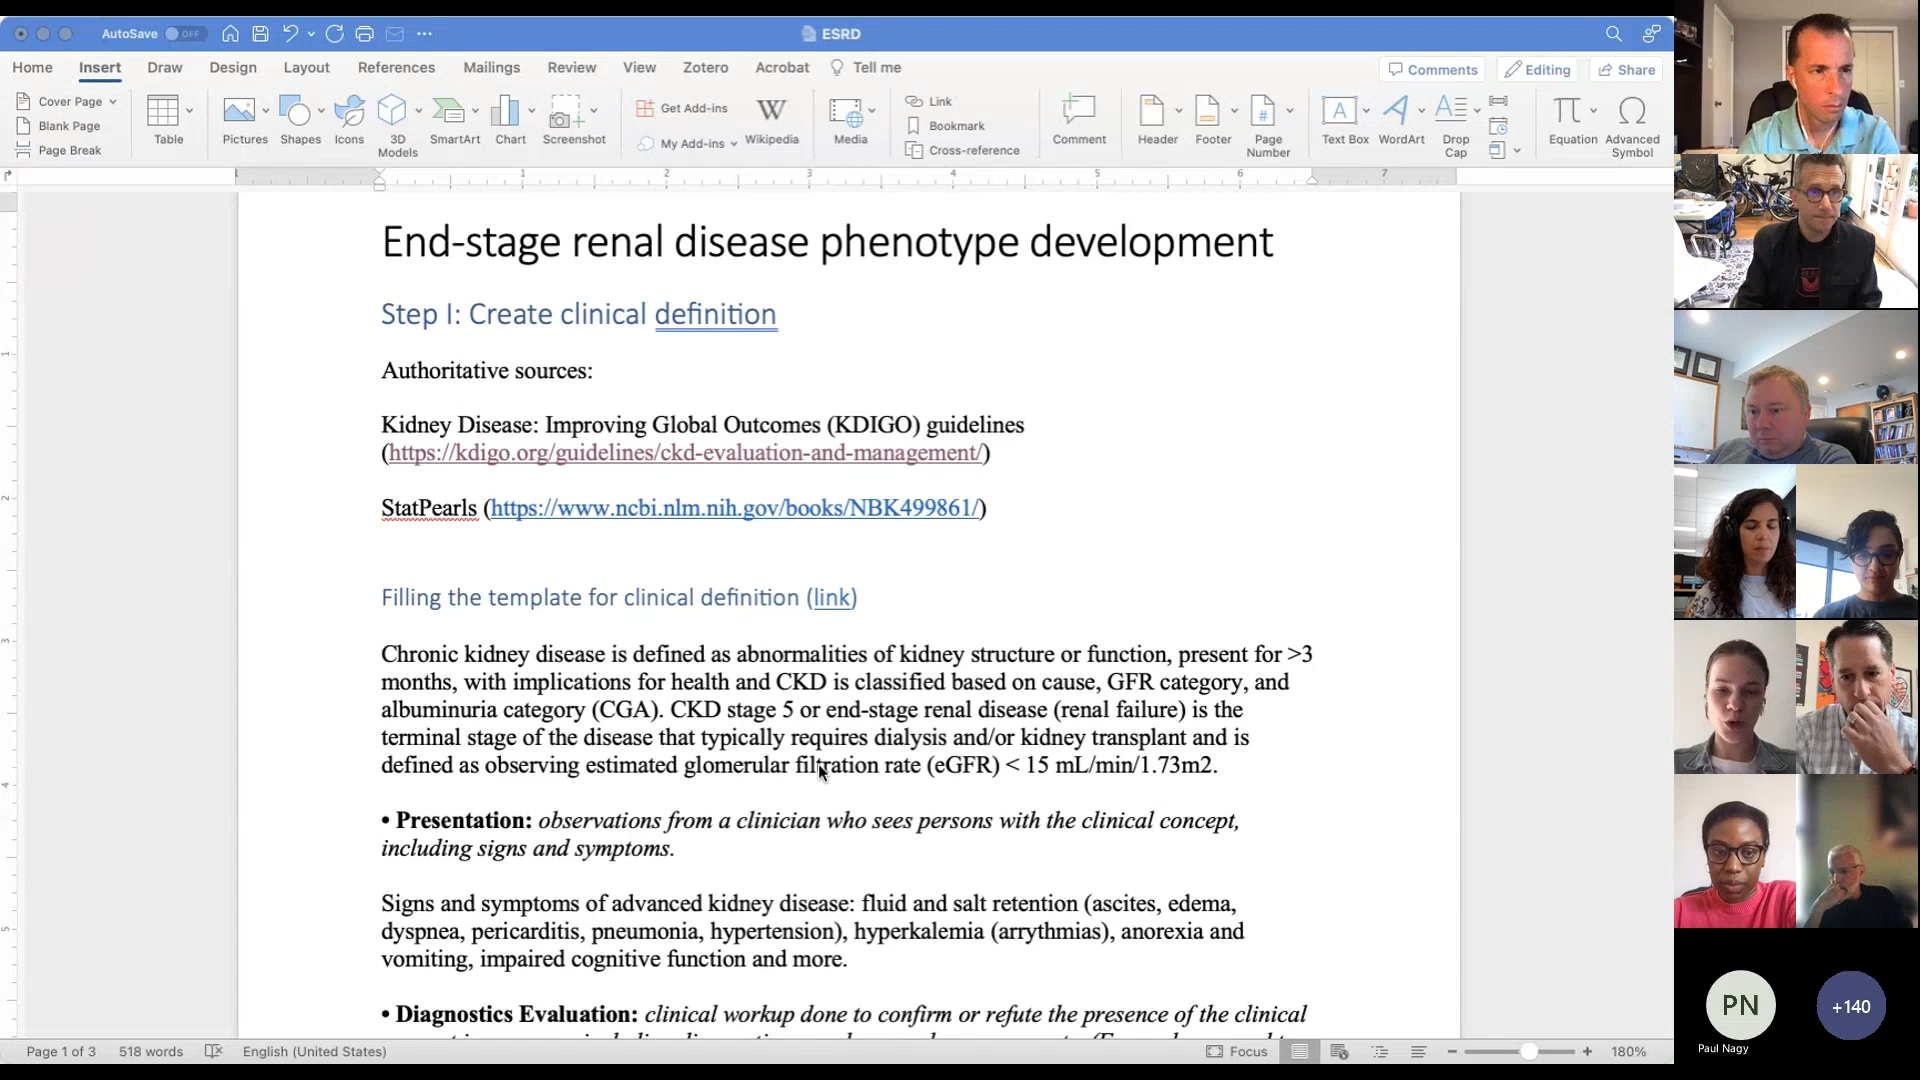 AutoSave OFF
ESRD
Home Insert Draw Design Layout References Mailings Review View Zotero Acrobat Tell me
Comments Editing Share
Cover Page
Blank Page
Page Break
Table
Pictures
Shapes
Icons
3D
Models
SmartArt
Chart
Screenshot
Get Add-ins
My Add-ins
W
Wikipedia
Media
Link
Bookmark
Cross-reference
Comment
Header
Footer
Page
Number
Text Box
WordArt
Drop
Cap
Equation
Advanced
Symbol
1 2 3 4 5 6 7
End-stage renal disease phenotype development
Step I: Create clinical definition
Authoritative sources:
Kidney Disease: Improving Global Outcomes (KDIGO) guidelines
(https://kdigo.org/guidelines/ckd-evaluation-and-management/)
StatPearls (https://www.ncbi.nlm.nih.gov/books/NBK499861/)
Filling the template for clinical definition (link)
Chronic kidney disease is defined as abnormalities of kidney structure or function, present for >3
months, with implications for health and CKD is classified based on cause, GFR category, and
albuminuria category (CGA). CKD stage 5 or end-stage renal disease (renal failure) is the
terminal stage of the disease that typically requires dialysis and/or kidney transplant and is
defined as observing estimated glomerular filtration rate (eGFR) < 15 mL/min/1.73m2.
• Presentation: observations from a clinician who sees persons with the clinical concept,
including signs and symptoms.
Signs and symptoms of advanced kidney disease: fluid and salt retention (ascites, edema,
dyspnea, pericarditis, pneumonia, hypertension), hyperkalemia (arrythmias), anorexia and
vomiting, impaired cognitive function and more.
• Diagnostics Evaluation: clinical workup done to confirm or refute the presence of the clinical
Page 1 of 3 518 words English (United States) Focus 180%
PN
Paul Nagy
+140